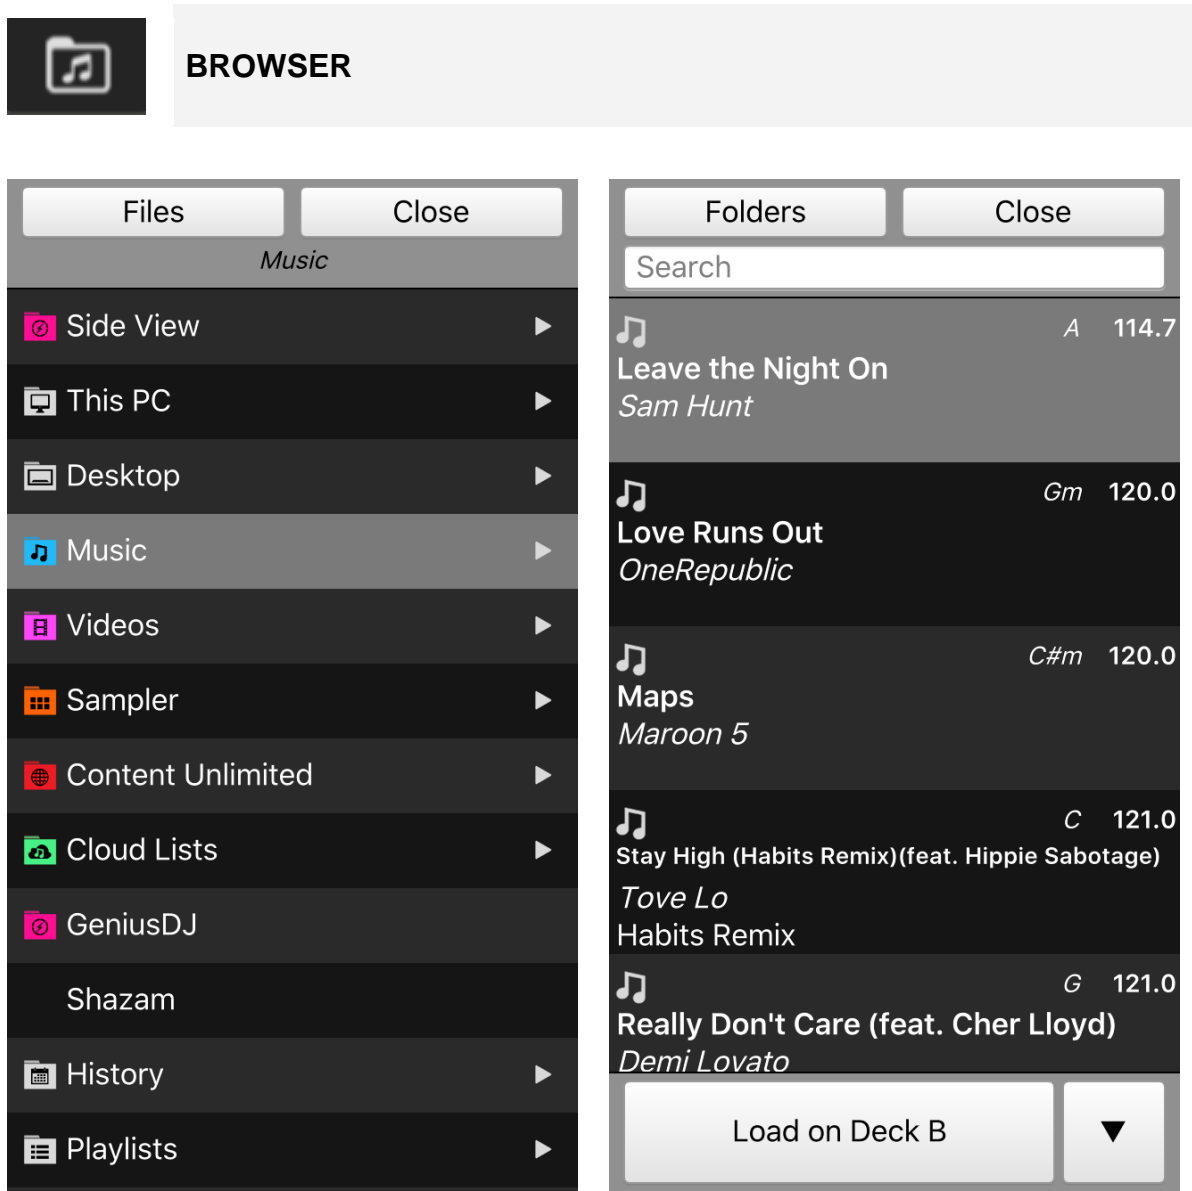 BROWSER
Files
Close
Music
Side View
This PC
Desktop
Music
Videos
Sampler
Content Unlimited
Cloud Lists
GeniusDJ
Shazam
History
Playlists
Folders
Close
Search
A 114.7
Leave the Night On
Sam Hunt
Gm 120.0
Love Runs Out
OneRepublic
C#m 120.0
Maps
Maroon 5
C 121.0
Stay High (Habits Remix)(feat. Hippie Sabotage)
Tove Lo
Habits Remix
G 121.0
Really Don't Care (feat. Cher Lloyd)
Demi Lovato
Load on Deck B